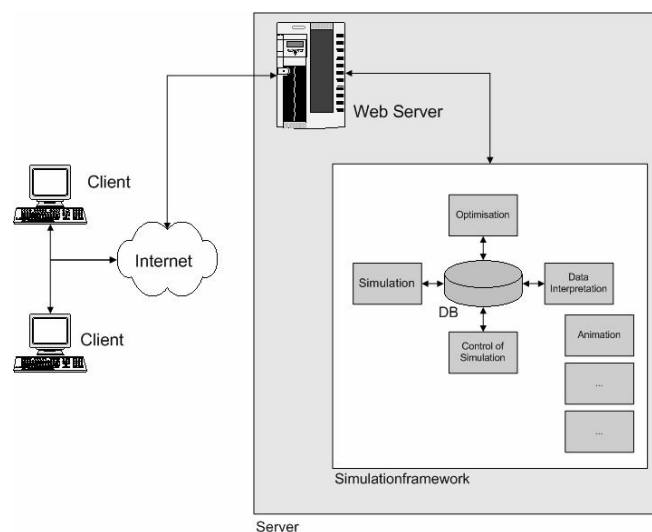 Web Server
Client
Internet
Client
Optimisation
Simulation
DB
Data
Interpretation
Control of
Simulation
Animation
...
...
Simulationframework
Server